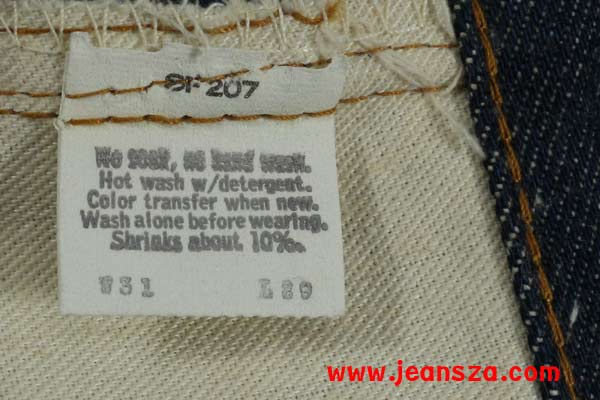 SF 207
No soak, no hand wash.
Hot wash w/detergent.
Color transfer when new.
Wash alone before wearing.
Shrinks about 10%.
W31 L29
www.jeansza.com